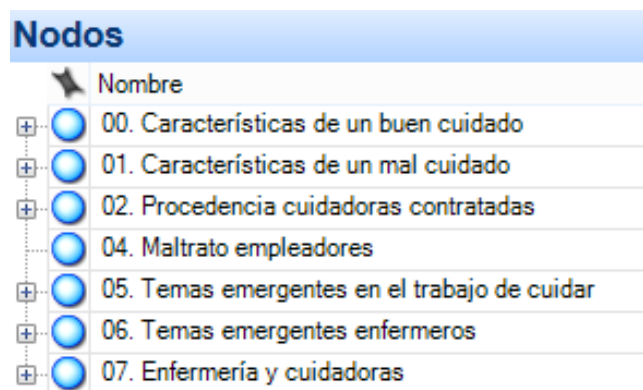 Nodos
Nombre
00. Características de un buen cuidado
01. Características de un mal cuidado
02. Procedencia cuidadoras contratadas
04. Maltrato empleadores
05. Temas emergentes en el trabajo de cuidar
06. Temas emergentes enfermeros
07. Enfermería y cuidadoras